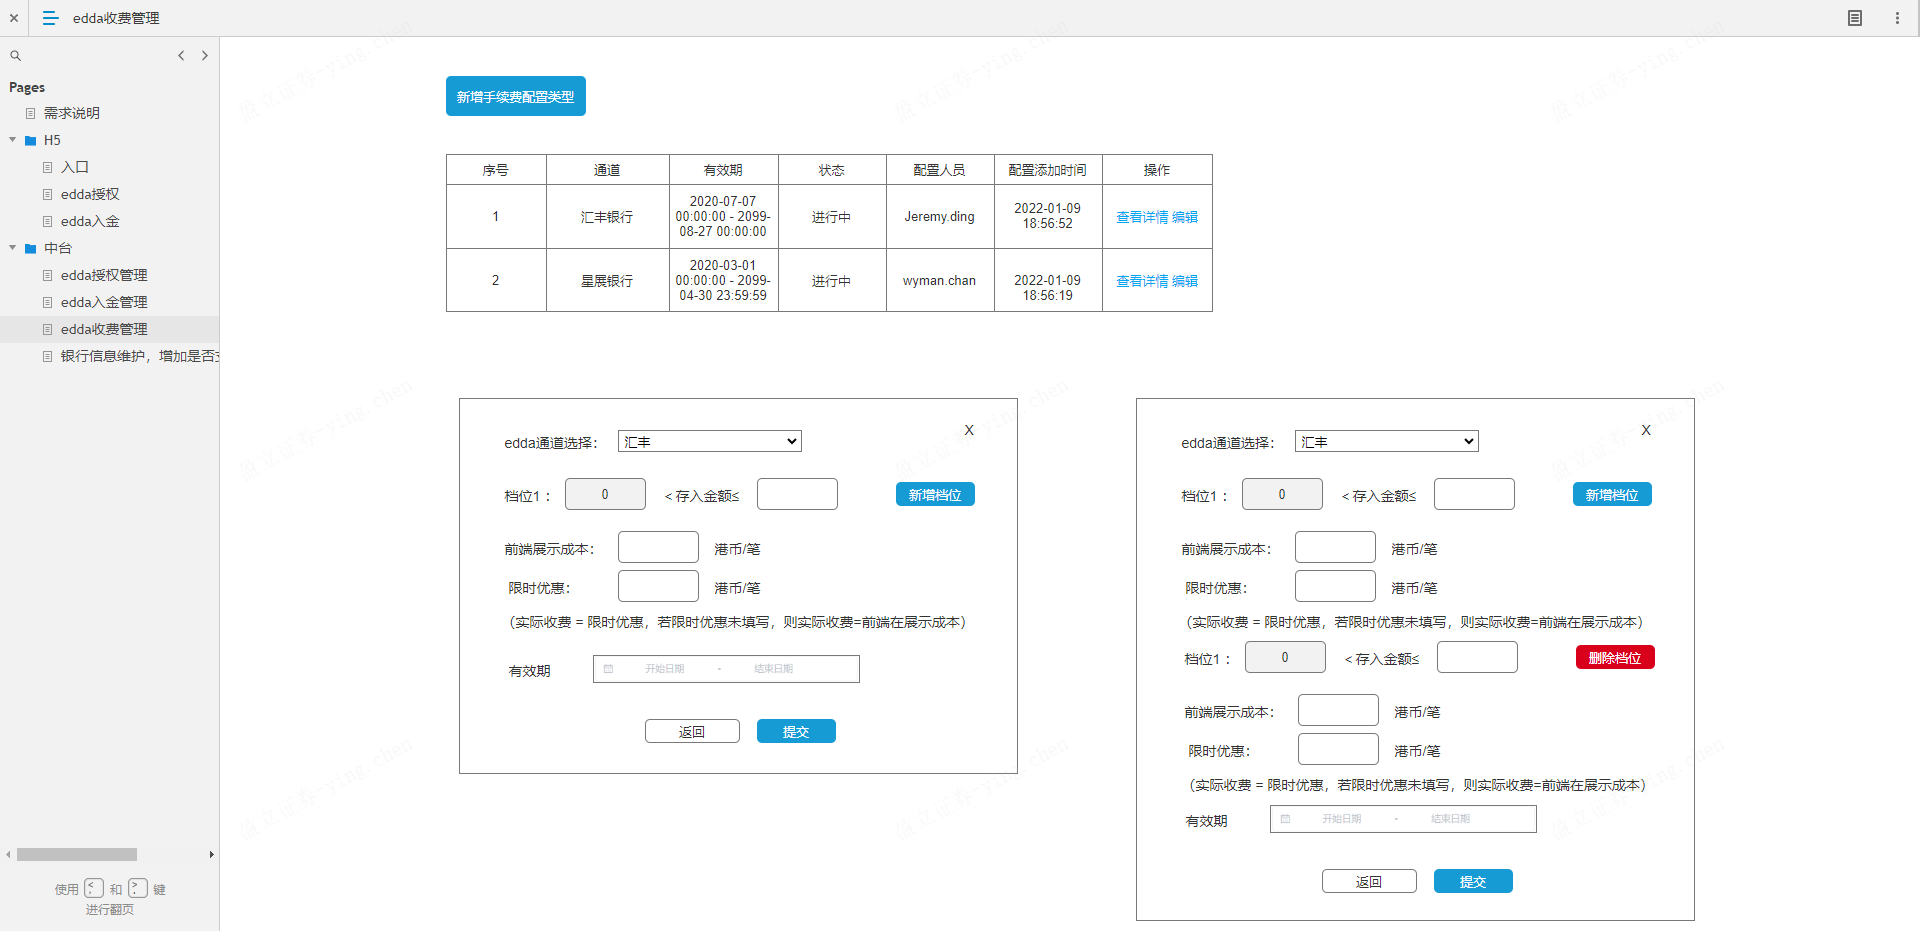 edda收费管理
Pages
需求说明
H5
入口
edda授权
edda入金
中台
edda授权管理
edda入金管理
edda收费管理
银行信息维护，增加是否
使用 < , 和 > . 键
进行翻页
新增手续费配置类型
序号 通道 有效期 状态 配置人员 配置添加时间 操作
1 汇丰银行 2020-07-07 00:00:00 - 2099-08-27 00:00:00 进行中 Jeremy.ding 2022-01-09 18:56:52 查看详情 编辑
2 星展银行 2020-03-01 00:00:00 - 2099-04-30 23:59:59 进行中 wyman.chan 2022-01-09 18:56:19 查看详情 编辑
X
edda通道选择： 汇丰
档位1： 0 < 存入金额≤ 新增档位
前端展示成本： 港币/笔
限时优惠： 港币/笔
（实际收费 = 限时优惠，若限时优惠未填写，则实际收费=前端在展示成本）
有效期 开始日期 - 结束日期
返回 提交
X
edda通道选择： 汇丰
档位1： 0 < 存入金额≤ 新增档位
前端展示成本： 港币/笔
限时优惠： 港币/笔
（实际收费 = 限时优惠，若限时优惠未填写，则实际收费=前端在展示成本）
档位1： 0 < 存入金额≤ 删除档位
前端展示成本： 港币/笔
限时优惠： 港币/笔
（实际收费 = 限时优惠，若限时优惠未填写，则实际收费=前端在展示成本）
有效期 开始日期 - 结束日期
返回 提交